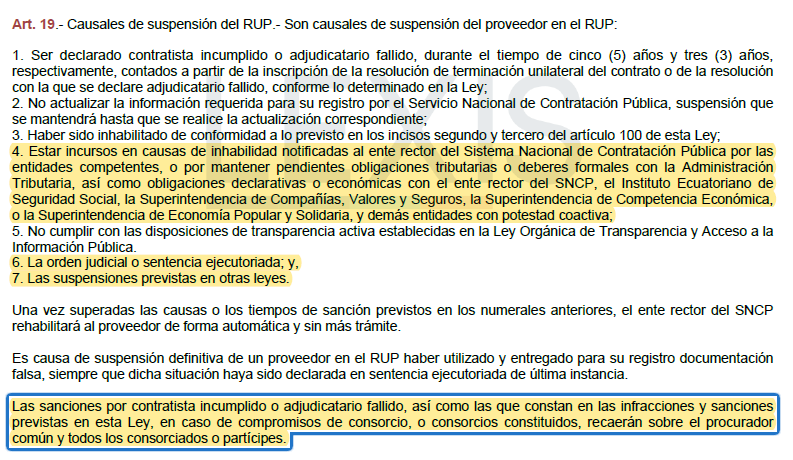 Art. 19.- Causales de suspensión del RUP.- Son causales de suspensión del proveedor en el RUP:
1. Ser declarado contratista incumplido o adjudicatario fallido, durante el tiempo de cinco (5) años y tres (3) años,
respectivamente, contados a partir de la inscripción de la resolución de terminación unilateral del contrato o de la resolución
con la que se declare adjudicatario fallido, conforme lo determinado en la Ley;
2. No actualizar la información requerida para su registro por el Servicio Nacional de Contratación Pública, suspensión que
se mantendrá hasta que se realice la actualización correspondiente;
3. Haber sido inhabilitado de conformidad a lo previsto en los incisos segundo y tercero del artículo 100 de esta Ley;
4. Estar incursos en causas de inhabilidad notificadas al ente rector del Sistema Nacional de Contratación Pública por las
entidades competentes, o por mantener pendientes obligaciones tributarias o deberes formales con la Administración
Tributaria, así como obligaciones declarativas o económicas con el ente rector del SNCP, el Instituto Ecuatoriano de
Seguridad Social, la Superintendencia de Compañías, Valores y Seguros, la Superintendencia de Competencia Económica,
o la Superintendencia de Economía Popular y Solidaria, y demás entidades con potestad coactiva;
5. No cumplir con las disposiciones de transparencia activa establecidas en la Ley Orgánica de Transparencia y Acceso a la
Información Pública.
6. La orden judicial o sentencia ejecutoriada; y,
7. Las suspensiones previstas en otras leyes.
Una vez superadas las causas o los tiempos de sanción previstos en los numerales anteriores, el ente rector del SNCP
rehabilitará al proveedor de forma automática y sin más trámite.
Es causa de suspensión definitiva de un proveedor en el RUP haber utilizado y entregado para su registro documentación
falsa, siempre que dicha situación haya sido declarada en sentencia ejecutoriada de última instancia.
Las sanciones por contratista incumplido o adjudicatario fallido, así como las que constan en las infracciones y sanciones
previstas en esta Ley, en caso de compromisos de consorcio, o consorcios constituidos, recaerán sobre el procurador
común y todos los consorciados o partícipes.
LEXIS